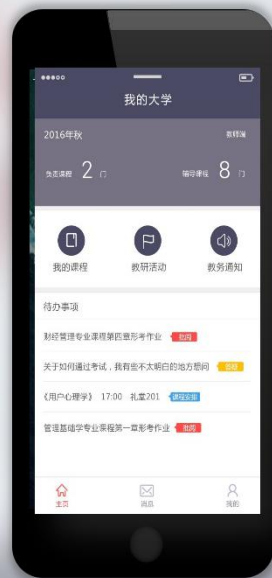 我的大学
2016年秋 教师端
负责课程 2 门 辅导课程 8 门
我的课程 教研活动 教务通知
待办事项
财经管理专业课程第四章形考作业 批阅
关于如何通过考试，我有些不太明白的地方想问
《用户心理学》 17:00 礼堂201 课程安排
管理基础学专业课程第一章形考作业 批阅
主页 消息 我的